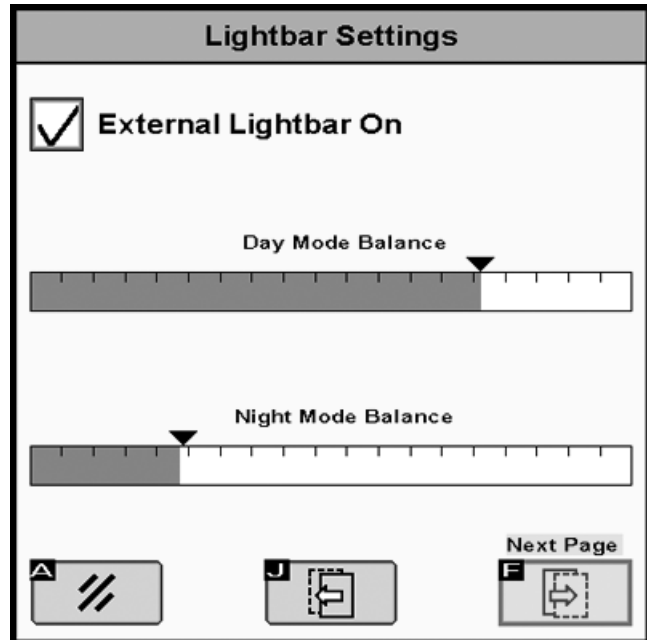 Lightbar Settings
External Lightbar On
Day Mode Balance
Night Mode Balance
Next Page
A
J
F